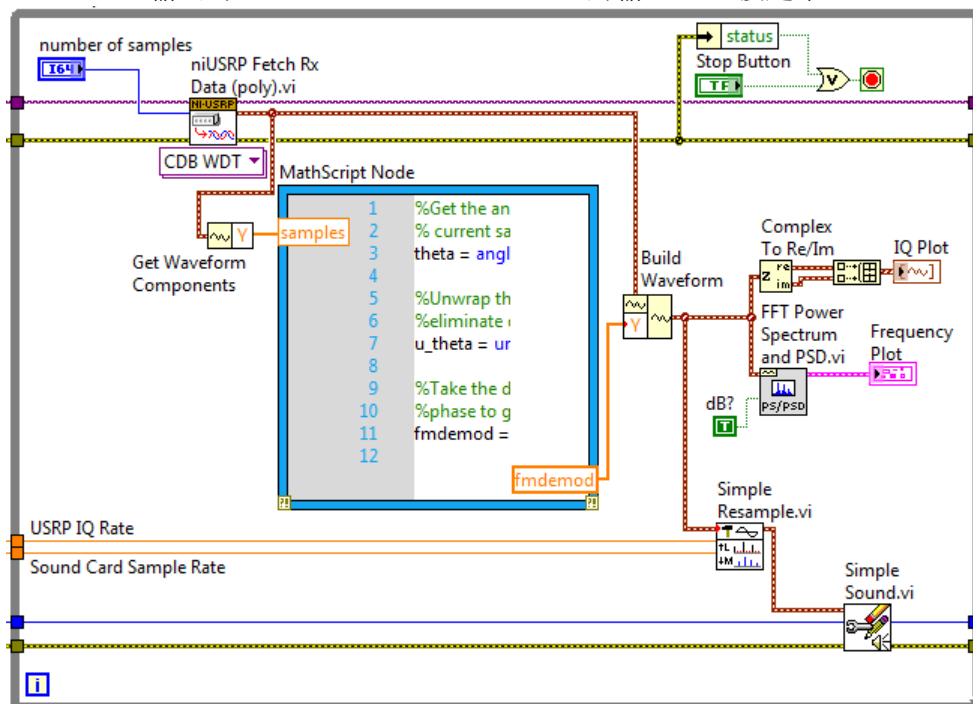 number of samples
I64
niUSRP Fetch Rx
Data (poly).vi
NI-USRP
CDB WDT
status
Stop Button
TF
V
MathScript Node
samples
1 %Get the an
2 % current sa
3 theta = angl
4
5 %Unwrap th
6 %eliminate
7 u_theta = ur
8
9 %Take the d
10 %phase to g
11 fmdemod =
12
fmdemod
Y
Get Waveform
Components
Build
Waveform
Y
Complex
To Re/Im
z re
im
IQ Plot
FFT Power
Spectrum
and PSD.vi
PS/PSD
Frequency
Plot
dB?
T
Simple
Resample.vi
T
↑L
↓M
USRP IQ Rate
Sound Card Sample Rate
Simple
Sound.vi
i